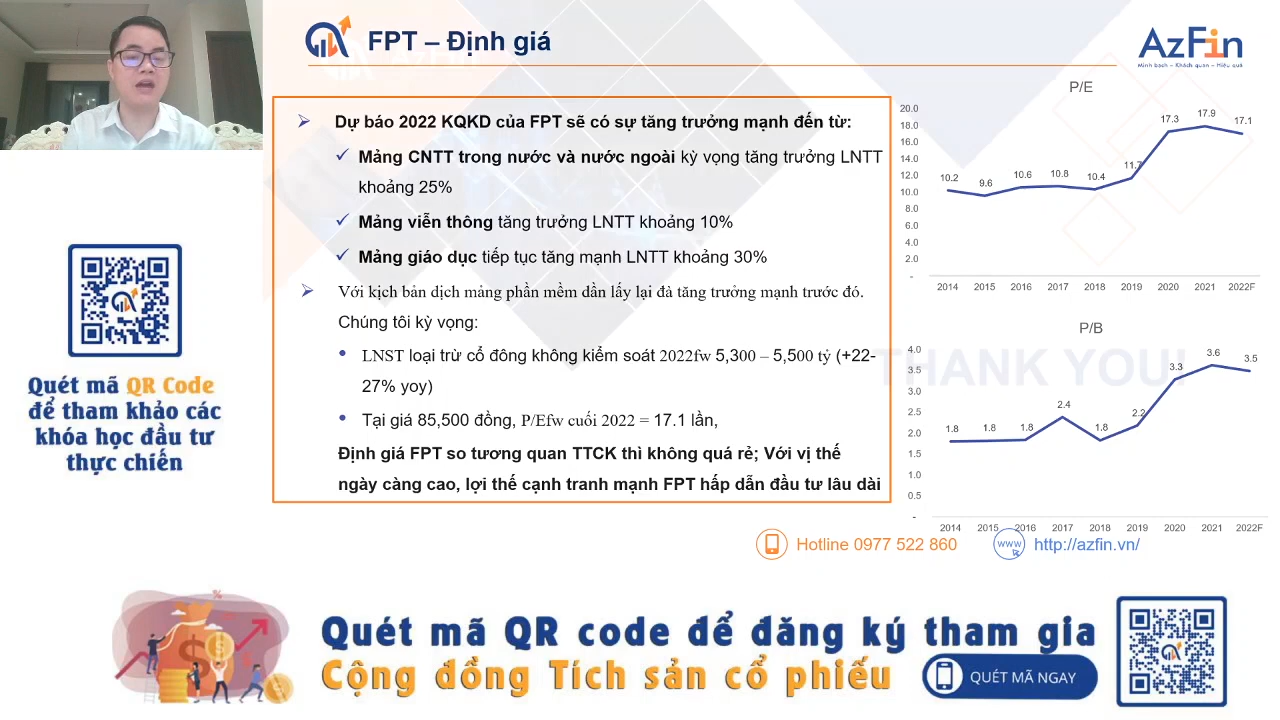 FPT – Định giá
AzFin
Minh bạch – Khách quan – Hiệu quả
Dự báo 2022 KQKD của FPT sẽ có sự tăng trưởng mạnh đến từ:
Mảng CNTT trong nước và nước ngoài kỳ vọng tăng trưởng LNTT
khoảng 25%
Mảng viễn thông tăng trưởng LNTT khoảng 10%
Mảng giáo dục tiếp tục tăng mạnh LNTT khoảng 30%
Với kịch bản dịch mảng phần mềm dần lấy lại đà tăng trưởng mạnh trước đó.
Chúng tôi kỳ vọng:
LNST loại trừ cổ đông không kiểm soát 2022fw 5,300 – 5,500 tỷ (+22-
27% yoy)
Tại giá 85,500 đồng, P/Efw cuối 2022 = 17.1 lần,
Định giá FPT so tương quan TTCK thì không quá rẻ; Với vị thế
ngày càng cao, lợi thế cạnh tranh mạnh FPT hấp dẫn đầu tư lâu dài
P/E
20.0
18.0
16.0
14.0
12.0
10.0
8.0
6.0
4.0
2.0
-
10.2 9.6 10.6 10.8 10.4 11.7 17.3 17.9 17.1
2014 2015 2016 2017 2018 2019 2020 2021 2022F
P/B
4.0
3.5
3.0
2.5
2.0
1.5
1.0
0.5
-
1.8 1.8 1.8 2.4 1.8 2.2 3.3 3.6 3.5
2014 2015 2016 2017 2018 2019 2020 2021 2022F
THANK YOU!
Quét mã QR Code
để tham khảo các
khóa học đầu tư
thực chiến
Hotline 0977 522 860
www
http://azfin.vn/
Quét mã QR code để đăng ký tham gia
Cộng đồng Tích sản cổ phiếu
QUÉT MÃ NGAY